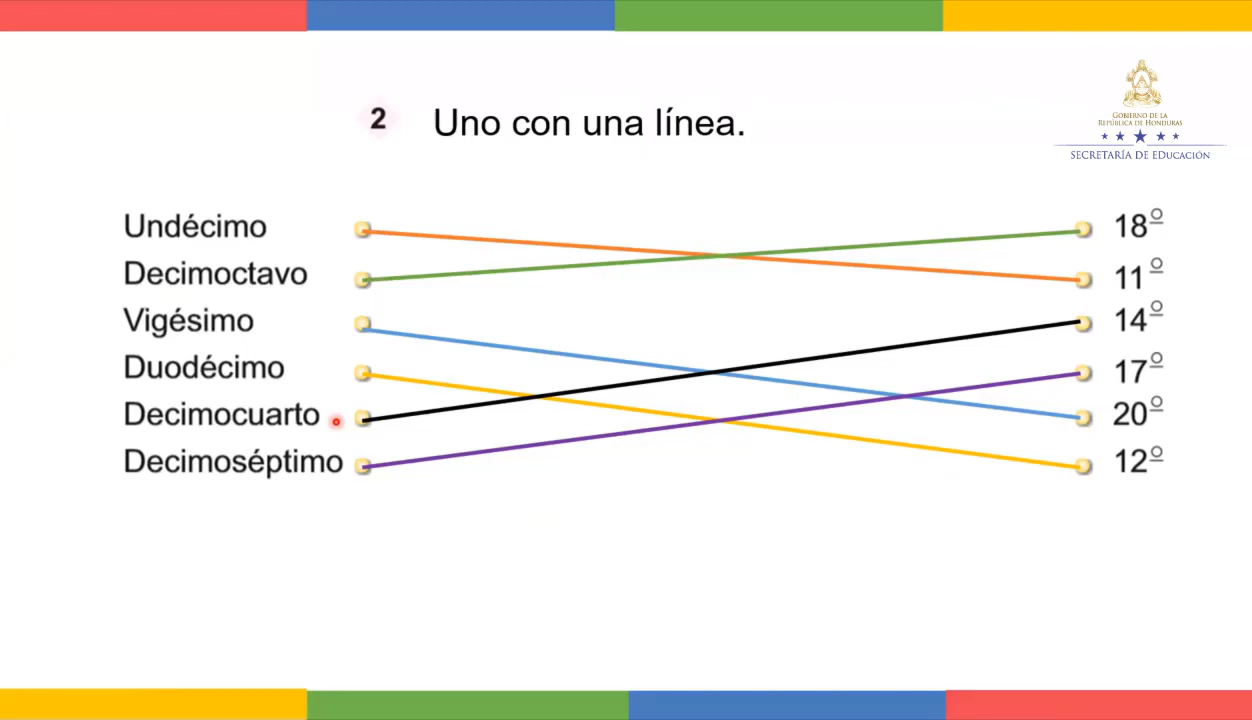 2 Uno con una línea.
GOBIERNO DE LA
REPÚBLICA DE HONDURAS
SECRETARÍA DE EDUCACIÓN
Undécimo 18º
Decimoctavo 11º
Vigésimo 14º
Duodécimo 17º
Decimocuarto 20º
Decimoséptimo 12º